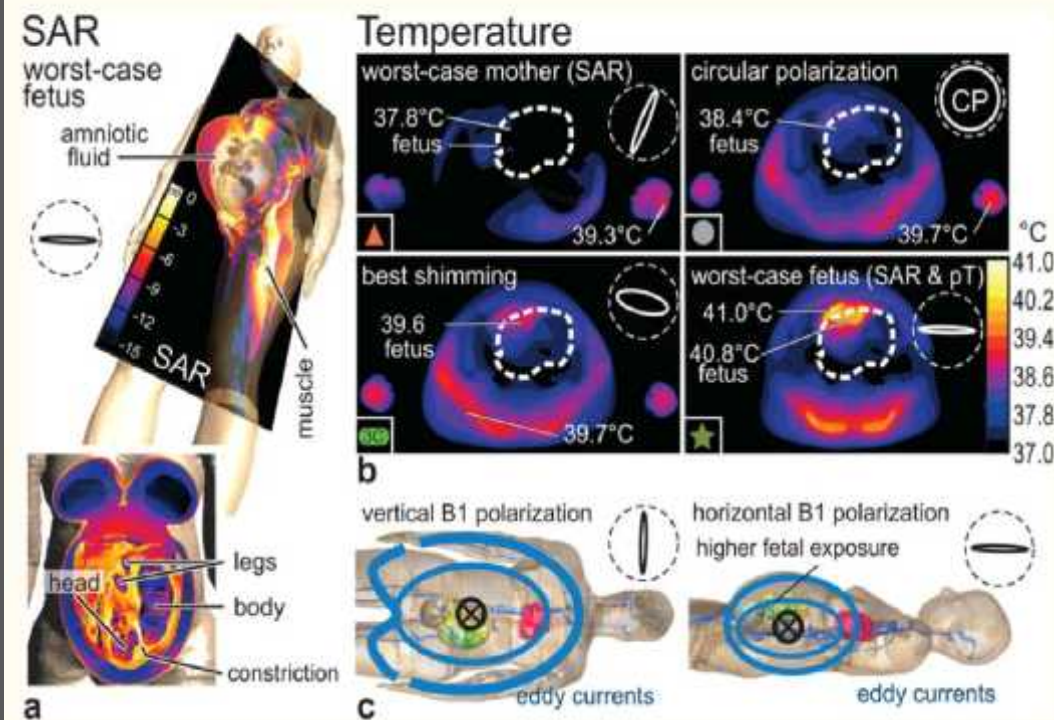 SAR
worst-case
fetus
amniotic
fluid
0
-3
-6
-9
-12
-15
SAR
muscle
head
legs
body
constriction
a
Temperature
worst-case mother (SAR)
37.8°C
fetus
39.3°C
circular polarization
CP
38.4°C
fetus
39.7°C
best shimming
39.6
fetus
39.7°C
worst-case fetus (SAR & pT)
41.0°C
40.8°C
fetus
°C
41.0
40.2
39.4
38.6
37.8
37.0
b
vertical B1 polarization
eddy currents
horizontal B1 polarization
higher fetal exposure
eddy currents
c